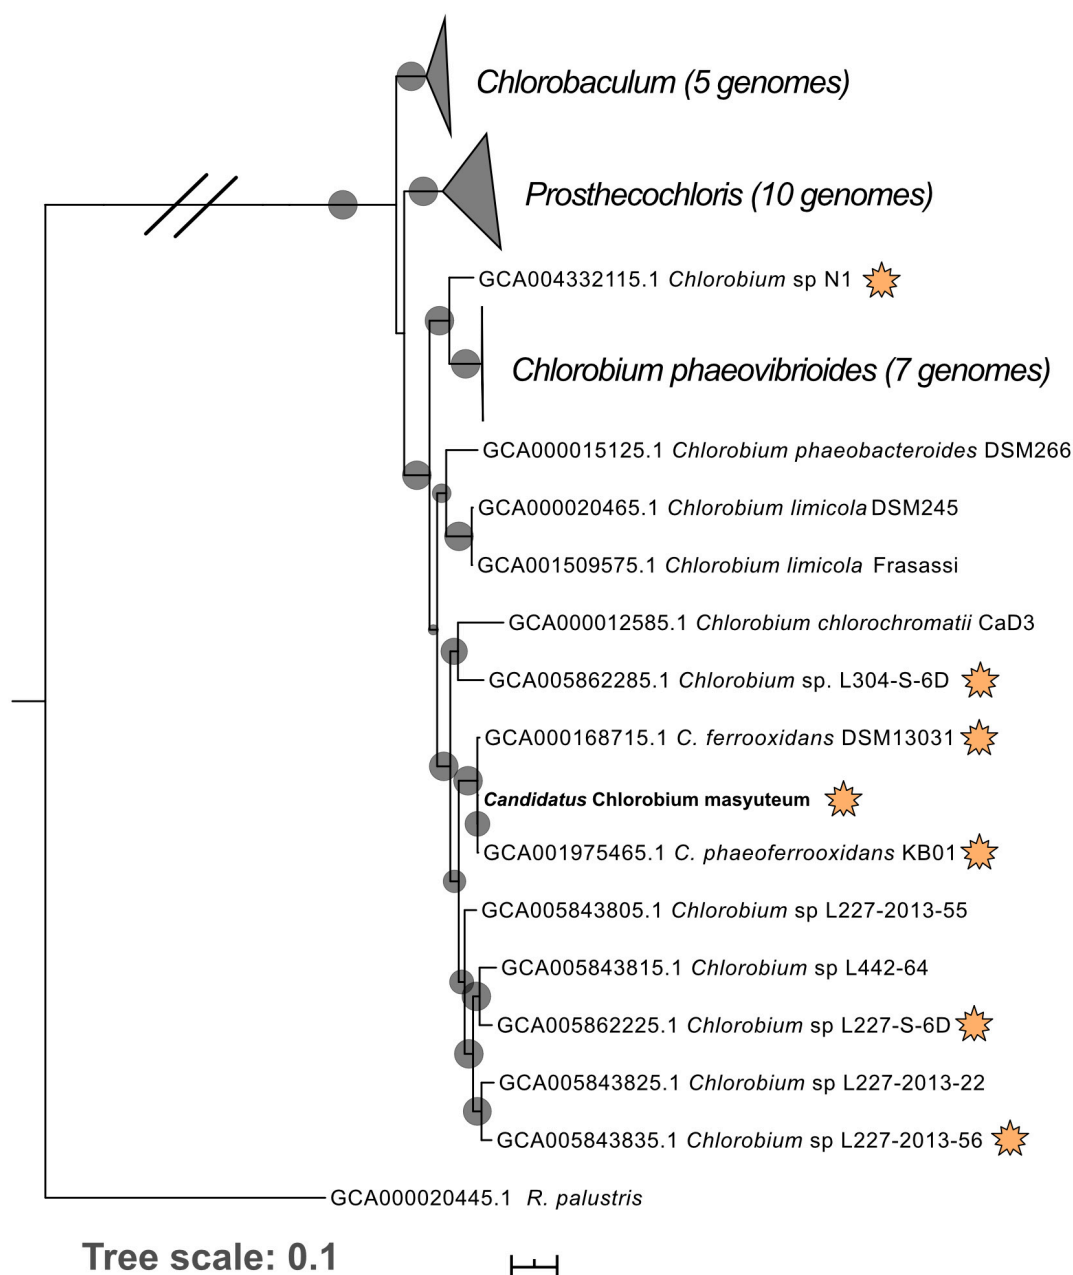 Chlorobaculum (5 genomes)
Prosthecochloris (10 genomes)
GCA004332115.1 Chlorobium sp N1
Chlorobium phaeovibrioides (7 genomes)
GCA000015125.1 Chlorobium phaeobacteroides DSM266
GCA000020465.1 Chlorobium limicola DSM245
GCA001509575.1 Chlorobium limicola Frasassi
GCA000012585.1 Chlorobium chlorochromatii CaD3
GCA005862285.1 Chlorobium sp. L304-S-6D
GCA000168715.1 C. ferrooxidans DSM13031
Candidatus Chlorobium masyuteum
GCA001975465.1 C. phaeoferrooxidans KB01
GCA005843805.1 Chlorobium sp L227-2013-55
GCA005843815.1 Chlorobium sp L442-64
GCA005862225.1 Chlorobium sp L227-S-6D
GCA005843825.1 Chlorobium sp L227-2013-22
GCA005843835.1 Chlorobium sp L227-2013-56
GCA000020445.1 R. palustris
Tree scale: 0.1